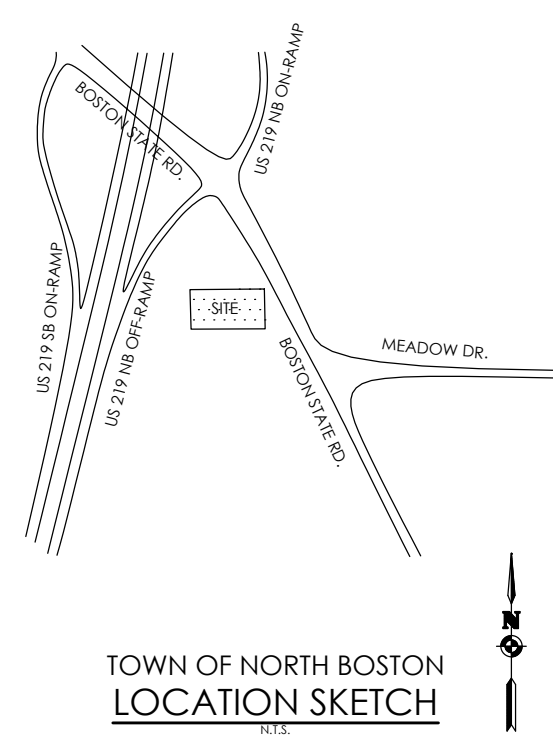 US 219 NB ON-RAMP
BOSTON STATE RD.
US 219 SB ON-RAMP
US 219 NB OFF-RAMP
SITE
BOSTON STATE RD.
MEADOW DR.
N
TOWN OF NORTH BOSTON
LOCATION SKETCH
N.T.S.